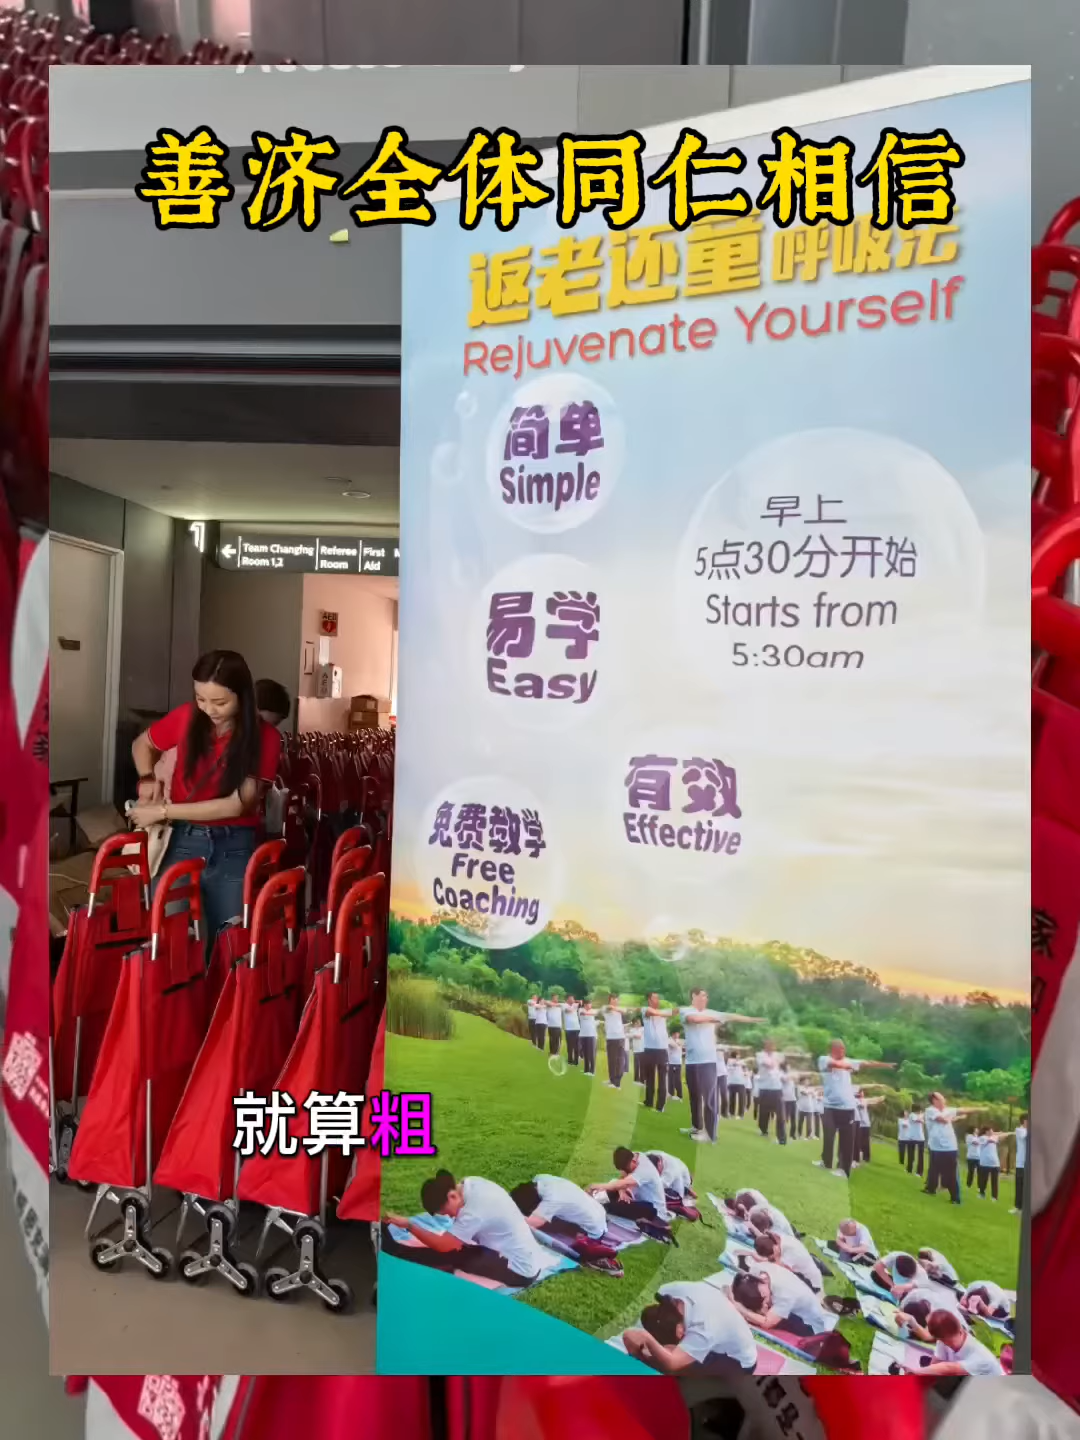 善济全体同仁相信
返老还童呼吸法
Rejuvenate Yourself
简单
Simple
早上
5点30分开始
Starts from
5:30am
易学
Easy
有效
Effective
免费教学
Free
Coaching
1
Team Changing
Room 1,2
Referee
Room
First
Aid
AED
就算粗